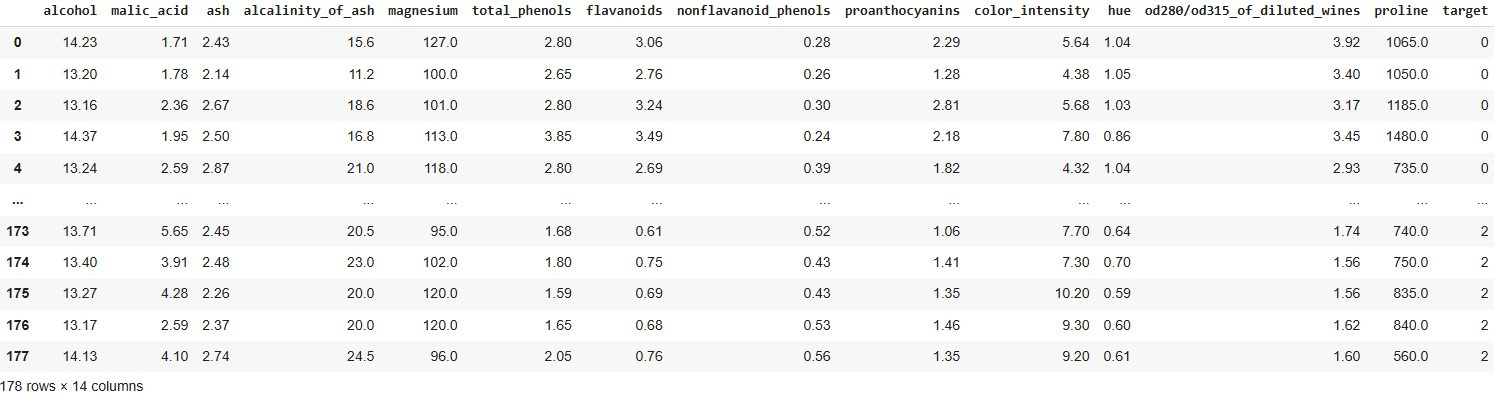 alcohol malic_acid ash alcalinity_of_ash magnesium total_phenols flavanoids nonflavanoid_phenols proanthocyanins color_intensity hue od280/od315_of_diluted_wines proline target
0 14.23 1.71 2.43 15.6 127.0 2.80 3.06 0.28 2.29 5.64 1.04 3.92 1065.0 0
1 13.20 1.78 2.14 11.2 100.0 2.65 2.76 0.26 1.28 4.38 1.05 3.40 1050.0 0
2 13.16 2.36 2.67 18.6 101.0 2.80 3.24 0.30 2.81 5.68 1.03 3.17 1185.0 0
3 14.37 1.95 2.50 16.8 113.0 3.85 3.49 0.24 2.18 7.80 0.86 3.45 1480.0 0
4 13.24 2.59 2.87 21.0 118.0 2.80 2.69 0.39 1.82 4.32 1.04 2.93 735.0 0
... ... ... ... ... ... ... ... ... ... ... ... ... ... ...
173 13.71 5.65 2.45 20.5 95.0 1.68 0.61 0.52 1.06 7.70 0.64 1.74 740.0 2
174 13.40 3.91 2.48 23.0 102.0 1.80 0.75 0.43 1.41 7.30 0.70 1.56 750.0 2
175 13.27 4.28 2.26 20.0 120.0 1.59 0.69 0.43 1.35 10.20 0.59 1.56 835.0 2
176 13.17 2.59 2.37 20.0 120.0 1.65 0.68 0.53 1.46 9.30 0.60 1.62 840.0 2
177 14.13 4.10 2.74 24.5 96.0 2.05 0.76 0.56 1.35 9.20 0.61 1.60 560.0 2
178 rows × 14 columns